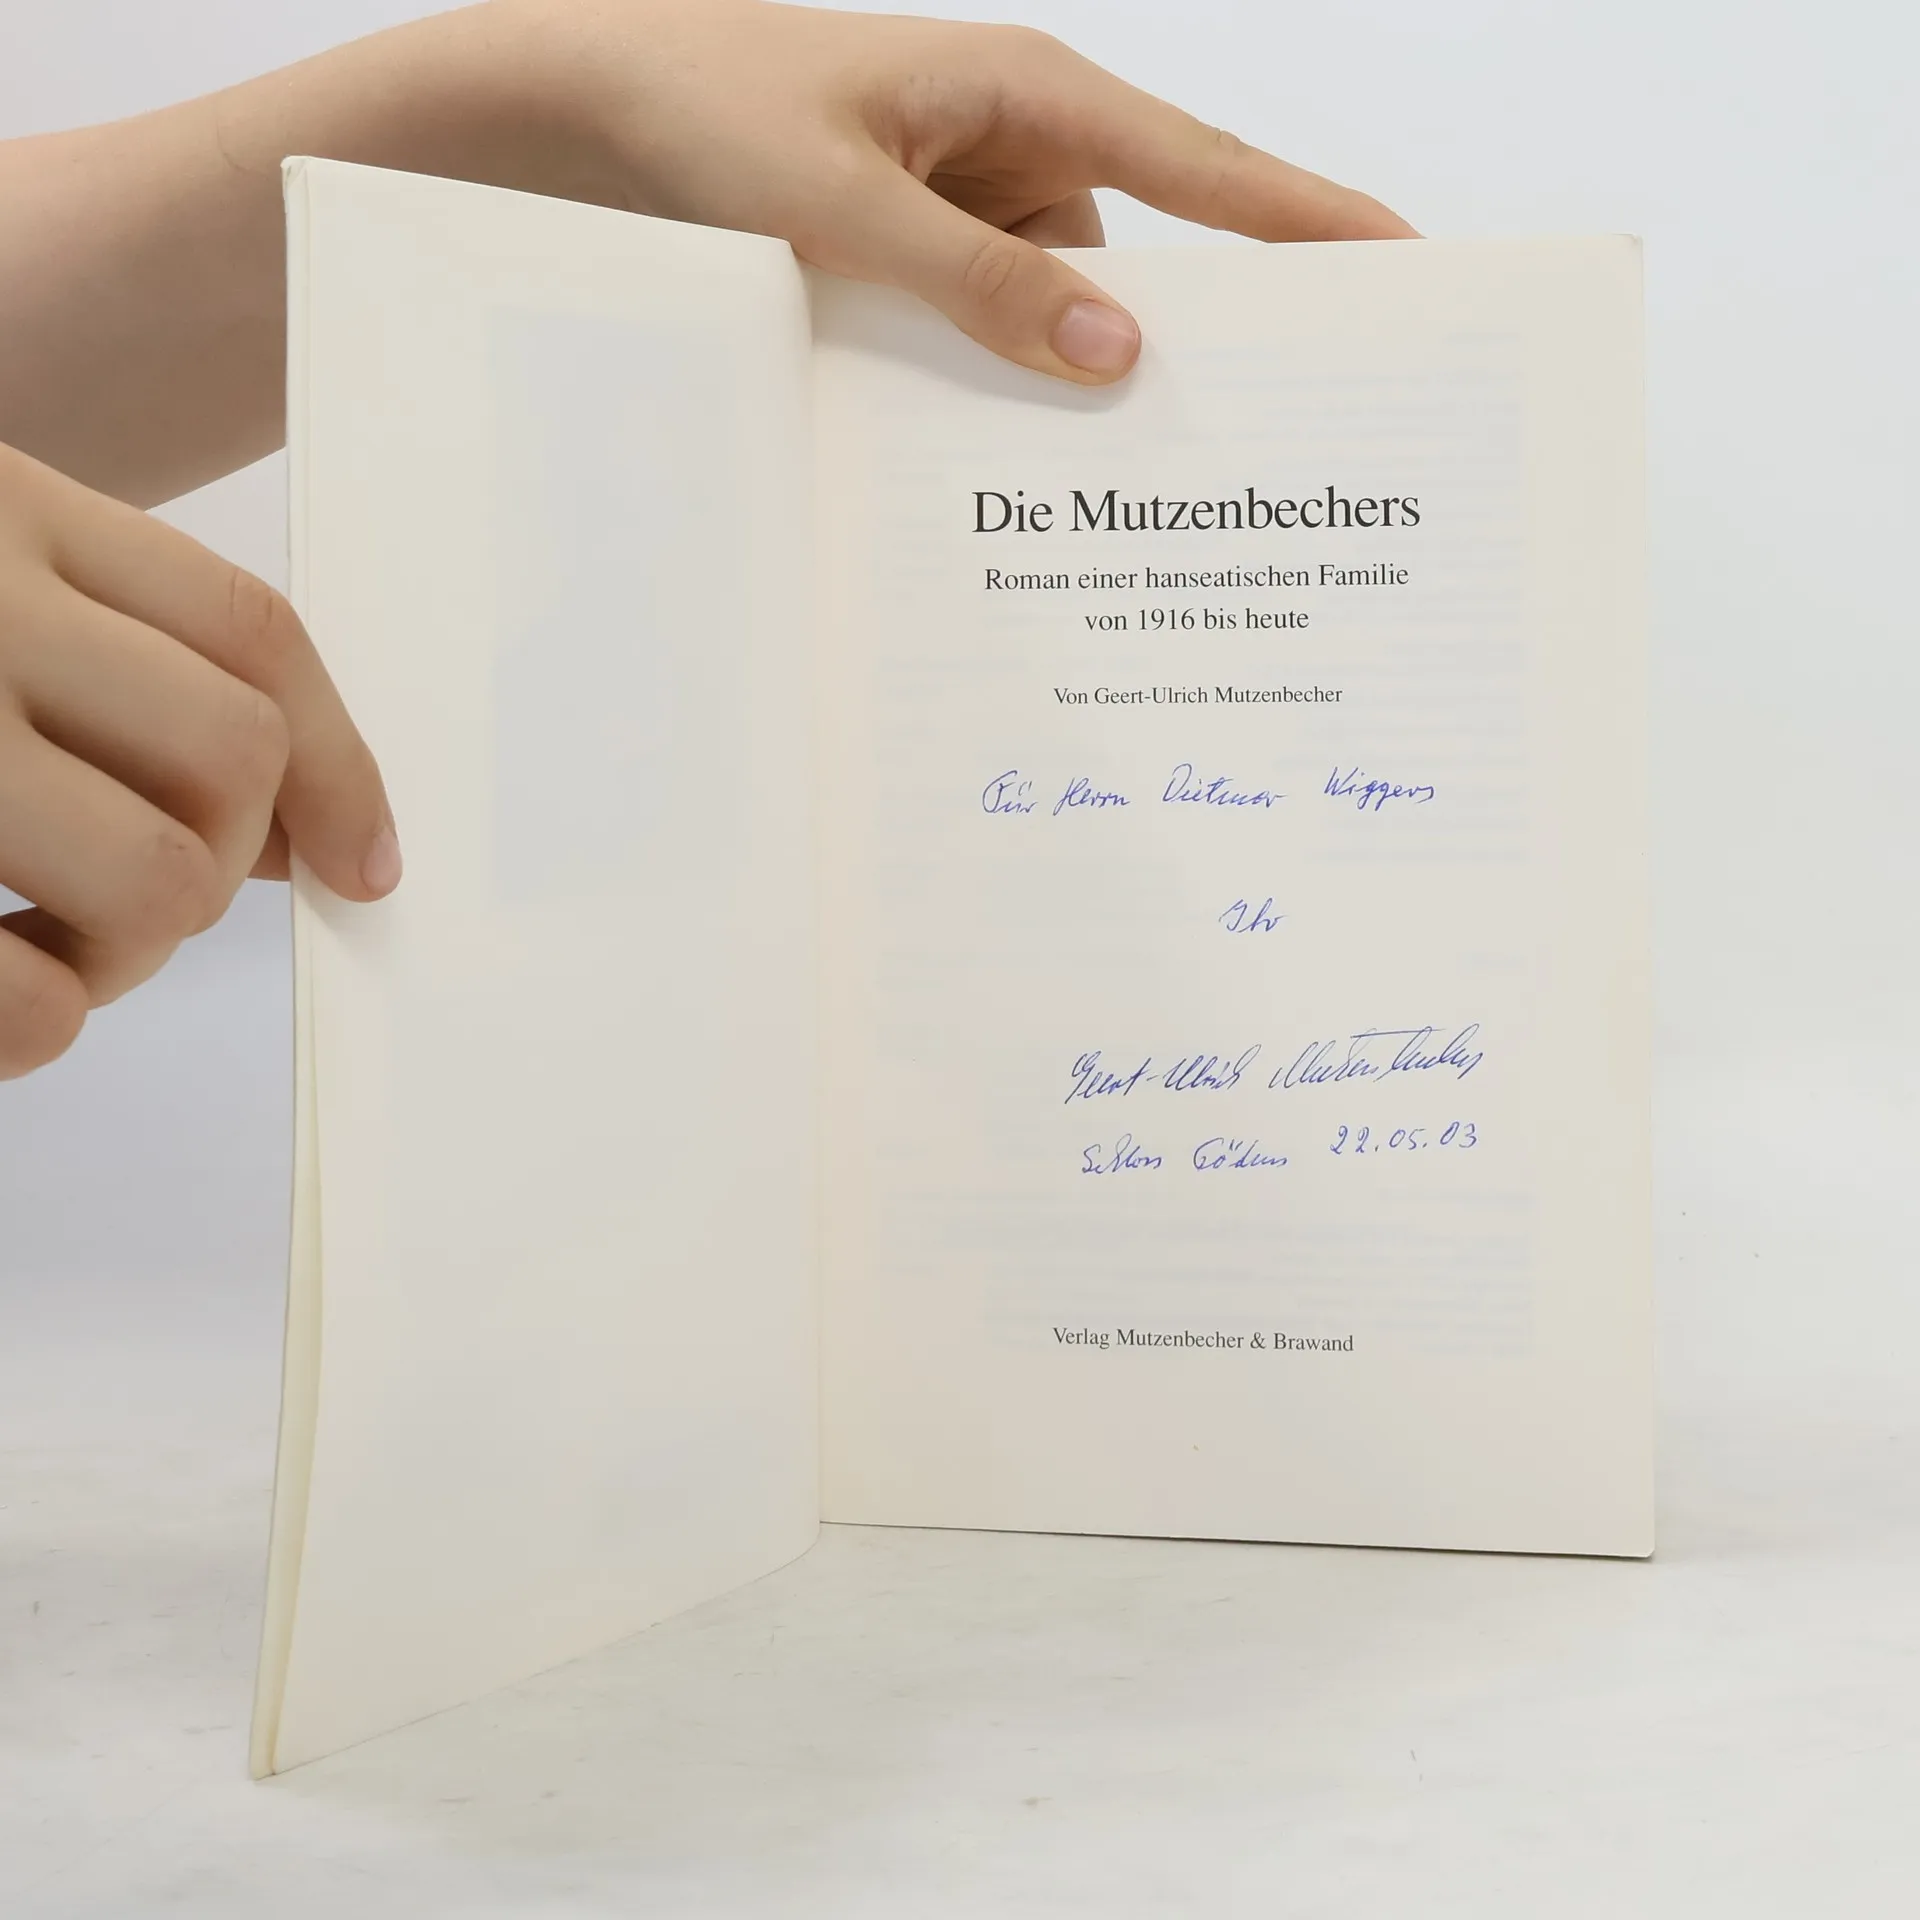 Die Mutzenbechers
Roman einer hanseatischen Familie
von 1916 bis heute
Von Geert-Ulrich Mutzenbecher
Für Herrn Dietmar Wiggers
Ihr
Geert-Ulrich Mutzenbecher
Schloss Gödens 22.05.03
Verlag Mutzenbecher & Brawand